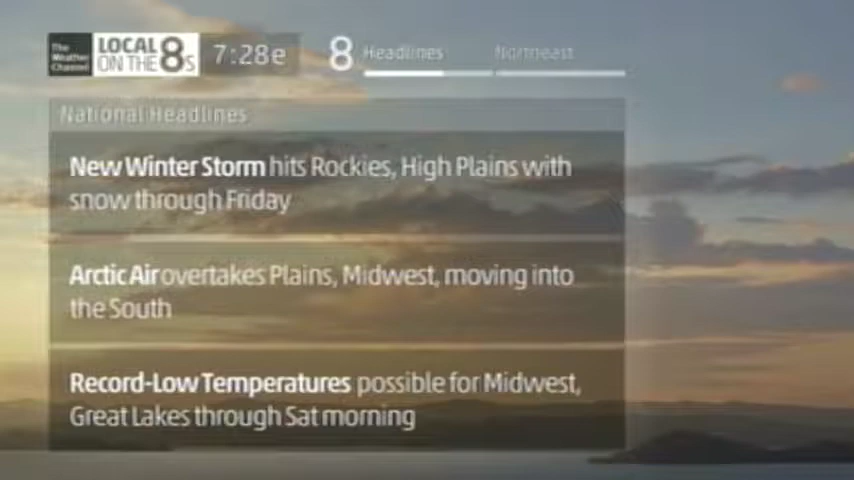 The
Weather
Channel
LOCAL
ON THE 8s
7:28e
8
Headlines
Northeast
National Headlines
New Winter Storm hits Rockies, High Plains with
snow through Friday
Arctic Air overtakes Plains, Midwest, moving into
the South
Record-Low Temperatures possible for Midwest,
Great Lakes through Sat morning